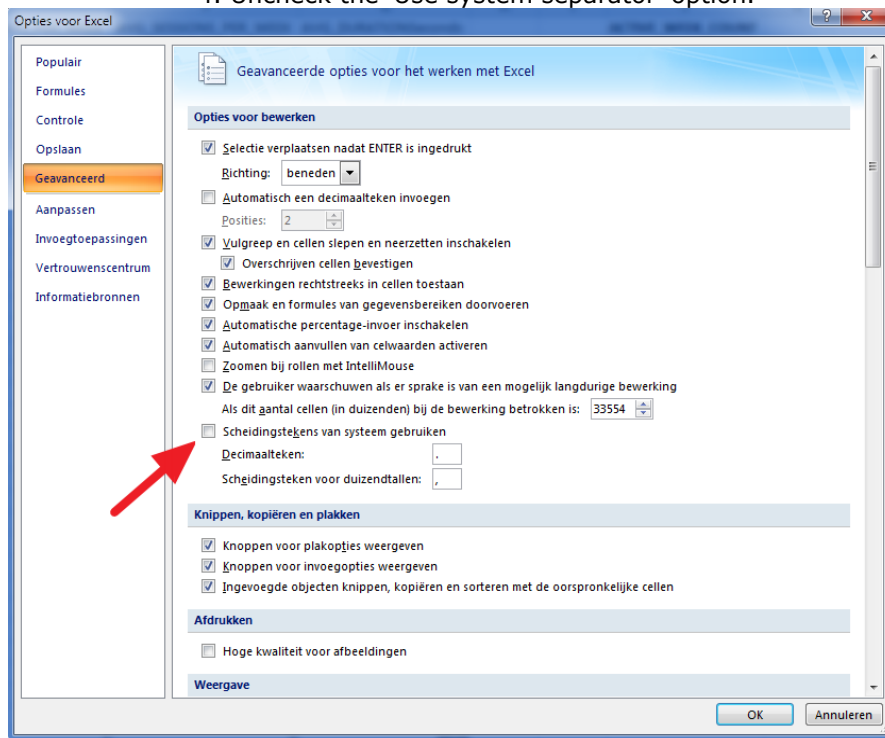 4. Uncheck the 'Use system separator' option.
Opties voor Excel
Populair
Formules
Controle
Opslaan
Geavanceerd
Aanpassen
Invoegtoepassingen
Vertrouwenscentrum
Informatiebronnen
Geavanceerde opties voor het werken met Excel
Opties voor bewerken
Selectie verplaatsen nadat ENTER is ingedrukt
Richting: beneden
Automatisch een decimaalteken invoegen
Posities: 2
Vulgreep en cellen slepen en neerzetten inschakelen
Overschrijven cellen bevestigen
Bewerkingen rechtstreeks in cellen toestaan
Opmaak en formules van gegevensbereiken doorvoeren
Automatische percentage-invoer inschakelen
Automatisch aanvullen van celwaarden activeren
Zoomen bij rollen met IntelliMouse
De gebruiker waarschuwen als er sprake is van een mogelijk langdurige bewerking
Als dit aantal cellen (in duizenden) bij de bewerking betrokken is: 33554
Scheidingstekens van systeem gebruiken
Decimaalteken: .
Scheidingsteken voor duizendtallen: ,
Knippen, kopiëren en plakken
Knoppen voor plakopties weergeven
Knoppen voor invoegopties weergeven
Ingevoegde objecten knippen, kopiëren en sorteren met de oorspronkelijke cellen
Afdrukken
Hoge kwaliteit voor afbeeldingen
Weergave
OK
Annuleren